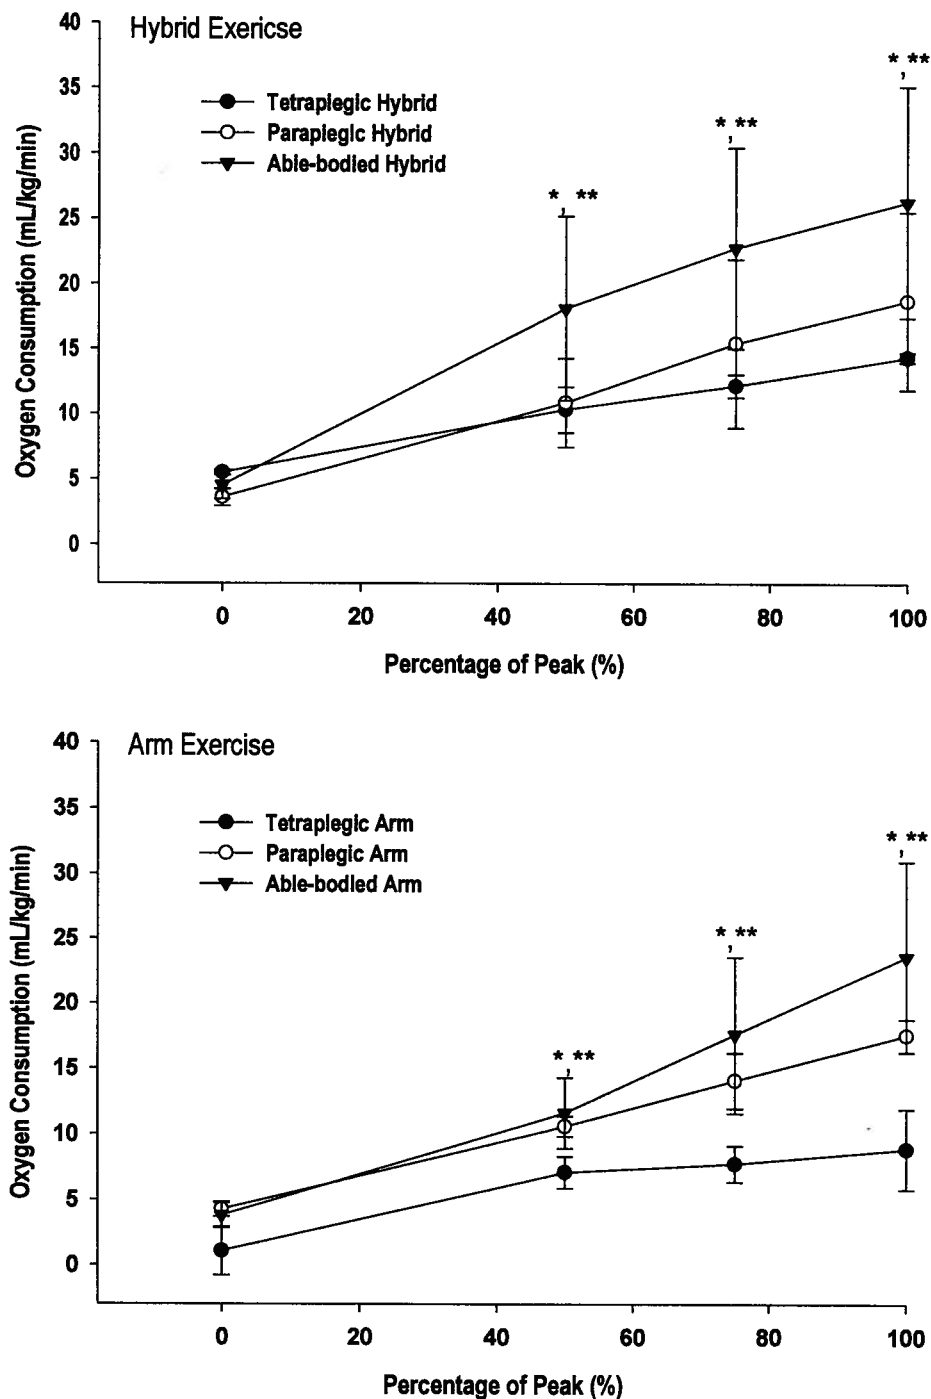 Hybrid Exericse
40
35
30
25
20
15
10
5
0
Oxygen Consumption (mL/kg/min)
Tetraplegic Hybrid
Paraplegic Hybrid
Able-bodied Hybrid
*, **
*,**
*,**
0 20 40 60 80 100
Percentage of Peak (%)
Arm Exercise
40
35
30
25
20
15
10
5
0
Oxygen Consumption (mL/kg/min)
Tetraplegic Arm
Paraplegic Arm
Able-bodied Arm
*,**
*,**
*,**
0 20 40 60 80 100
Percentage of Peak (%)